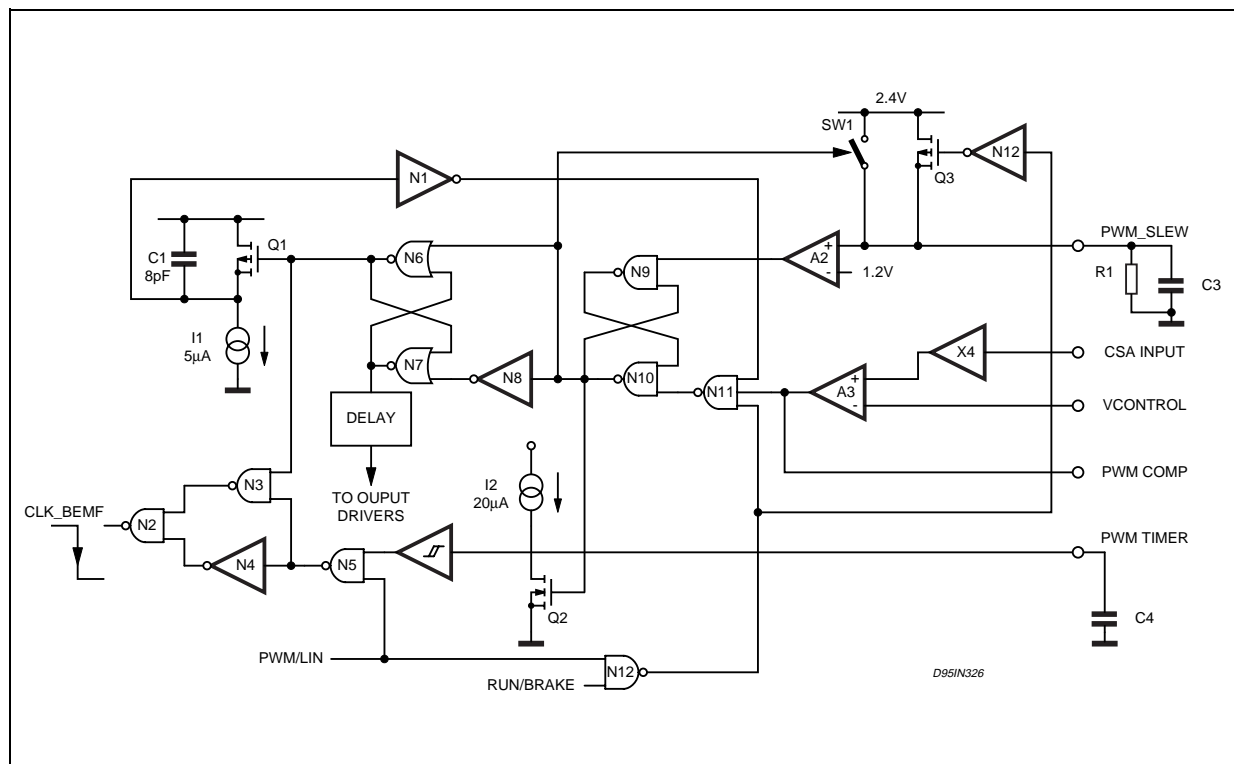 2.4V
SW1
N12
Q3
N1
Q1
C1
8pF
N6
N9
A2
+
-
1.2V
PWM_SLEW
R1
C3
I1
5µA
N7
N8
N10
N11
A3
+
-
X4
CSA INPUT
VCONTROL
DELAY
PWM COMP
N3
TO OUPUT
DRIVERS
I2
20µA
CLK_BEMF
N2
N4
N5
PWM TIMER
Q2
C4
PWM/LIN
RUN/BRAKE
N12
D95IN326